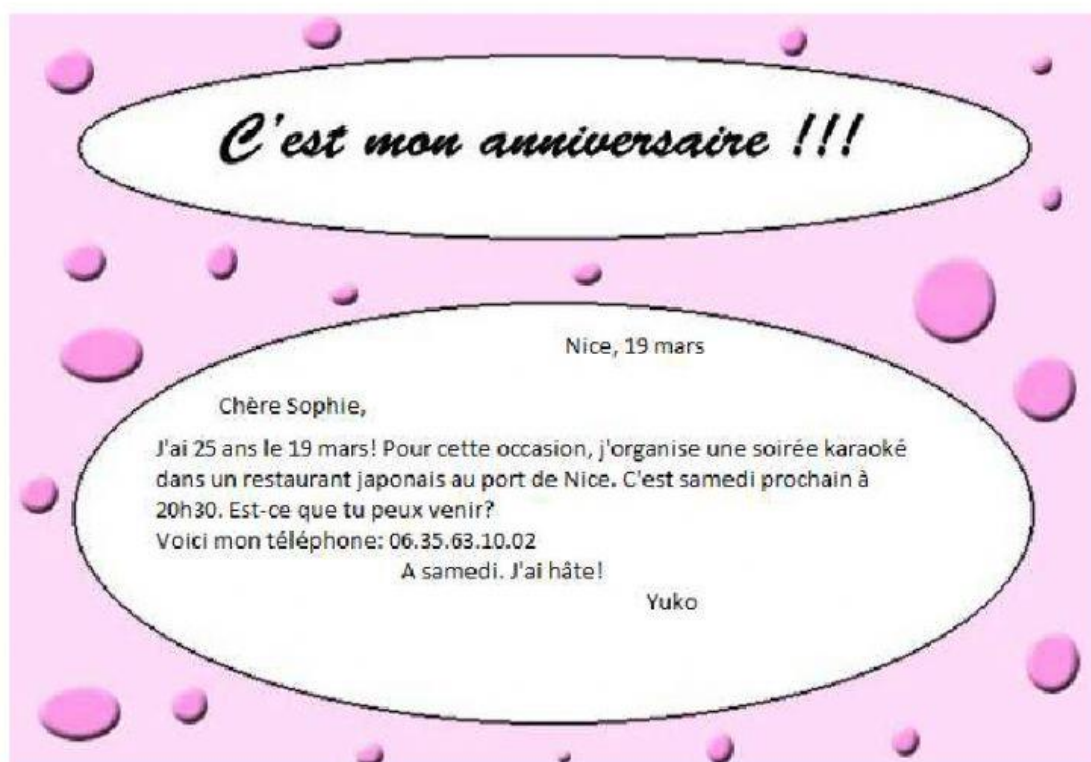 C'est mon anniversaire !!!
Nice, 19 mars
Chère Sophie,
J'ai 25 ans le 19 mars! Pour cette occasion, j'organise une soirée karaoké
dans un restaurant japonais au port de Nice. C'est samedi prochain à
20h30. Est-ce que tu peux venir?
Voici mon téléphone: 06.35.63.10.02
A samedi. J'ai hâte!
Yuko